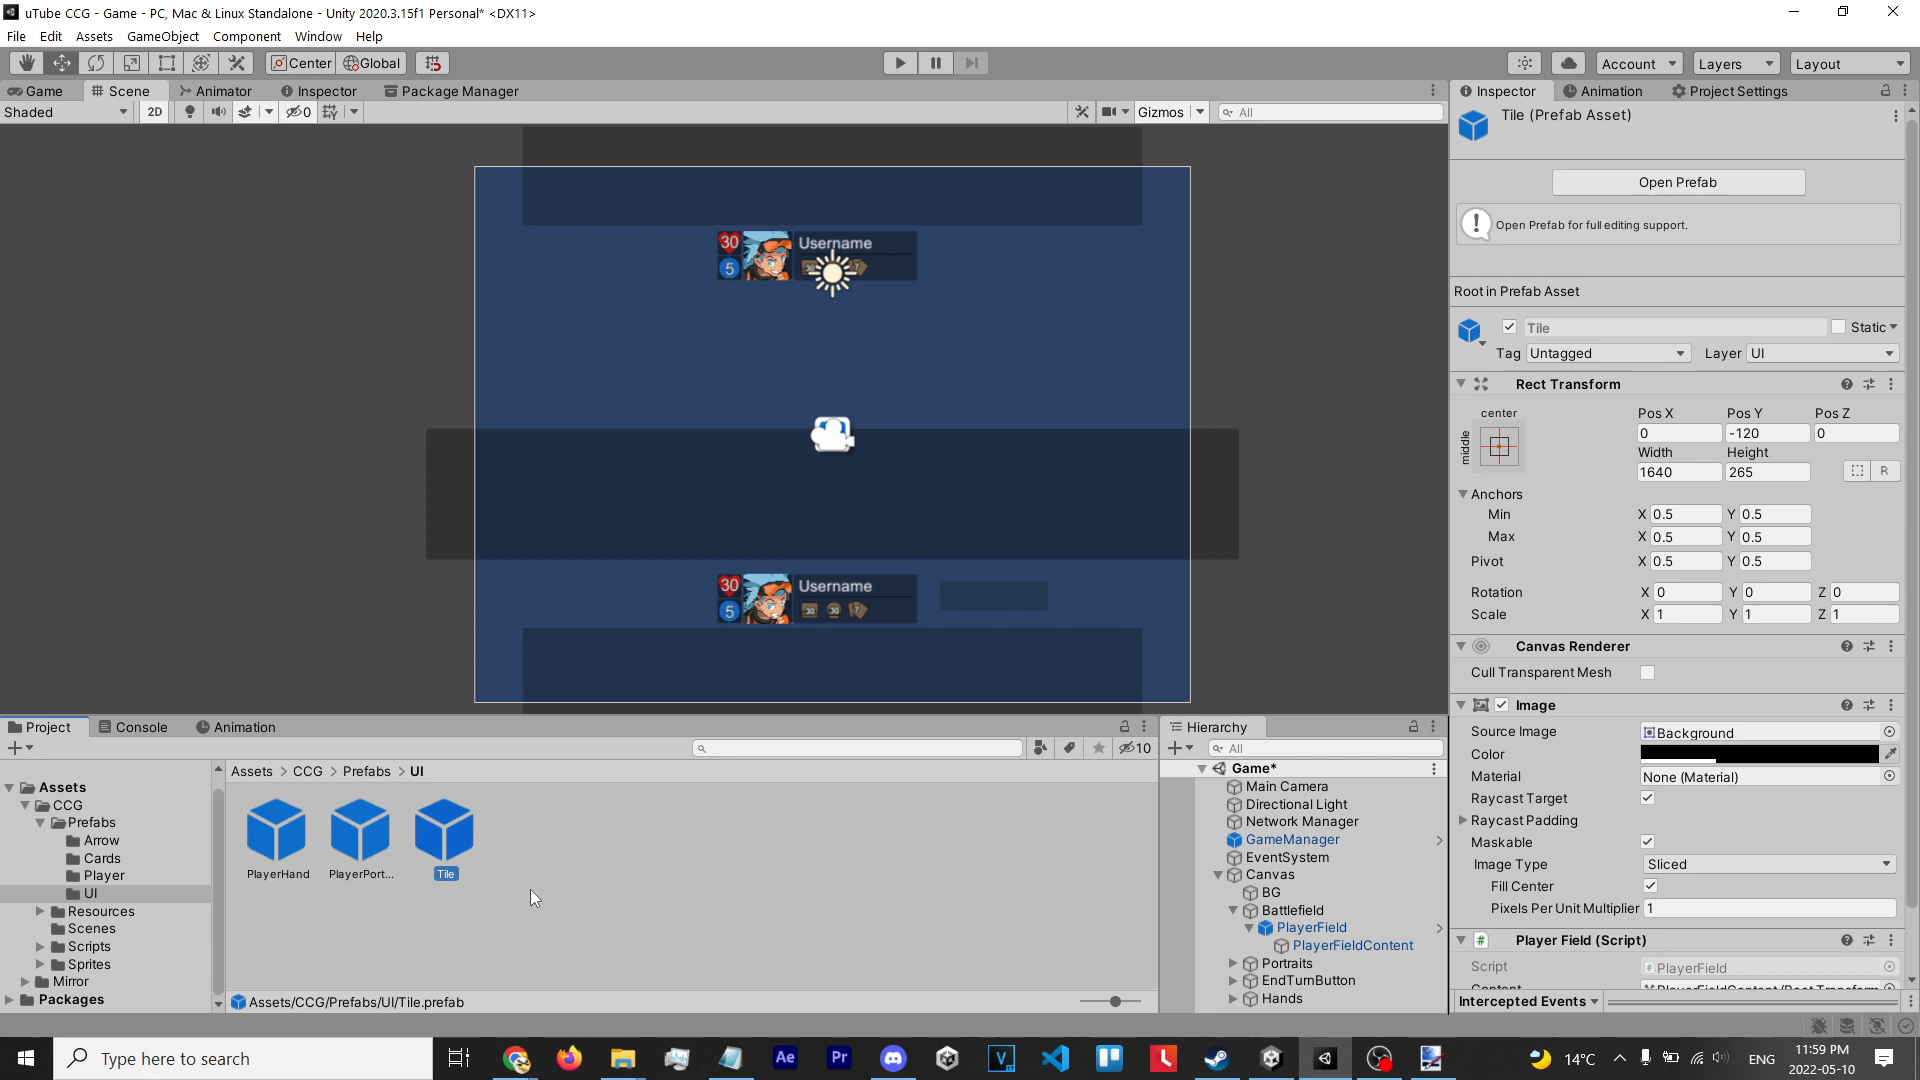 uTube CCG - Game - PC, Mac & Linux Standalone - Unity 2020.3.15f1 Personal* <DX11>
File Edit Assets GameObject Component Window Help
Center Global Account Layers Layout
Game Scene Animator Inspector Package Manager
Shaded 2D 0 Gizmos All
30 Username
5
30 Username
5 30 30 7
Inspector Animation Project Settings
Tile (Prefab Asset)
Open Prefab
Open Prefab for full editing support.
Root in Prefab Asset
Tile Static
Tag Untagged Layer UI
Rect Transform
center
middle
Pos X Pos Y Pos Z
0 -120 0
Width Height
1640 265 R
Anchors
Min X 0.5 Y 0.5
Max X 0.5 Y 0.5
Pivot X 0.5 Y 0.5
Rotation X 0 Y 0 Z 0
Scale X 1 Y 1 Z 1
Canvas Renderer
Cull Transparent Mesh
Image
Source Image Background
Color
Material None (Material)
Raycast Target
Raycast Padding
Maskable
Image Type Sliced
Fill Center
Pixels Per Unit Multiplier 1
Player Field (Script)
Script PlayerField
Intercepted Events
Project Console Animation
10
Assets
CCG
Prefabs
Arrow
Cards
Player
UI
Resources
Scenes
Scripts
Sprites
Mirror
Packages
Assets > CCG > Prefabs > UI
PlayerHand PlayerPort... Tile
Assets/CCG/Prefabs/UI/Tile.prefab
Hierarchy
All
Game*
Main Camera
Directional Light
Network Manager
GameManager
EventSystem
Canvas
BG
Battlefield
PlayerField
PlayerFieldContent
Portraits
EndTurnButton
Hands
Type here to search
Ae Pr V L
14°C ENG 11:59 PM
2022-05-10